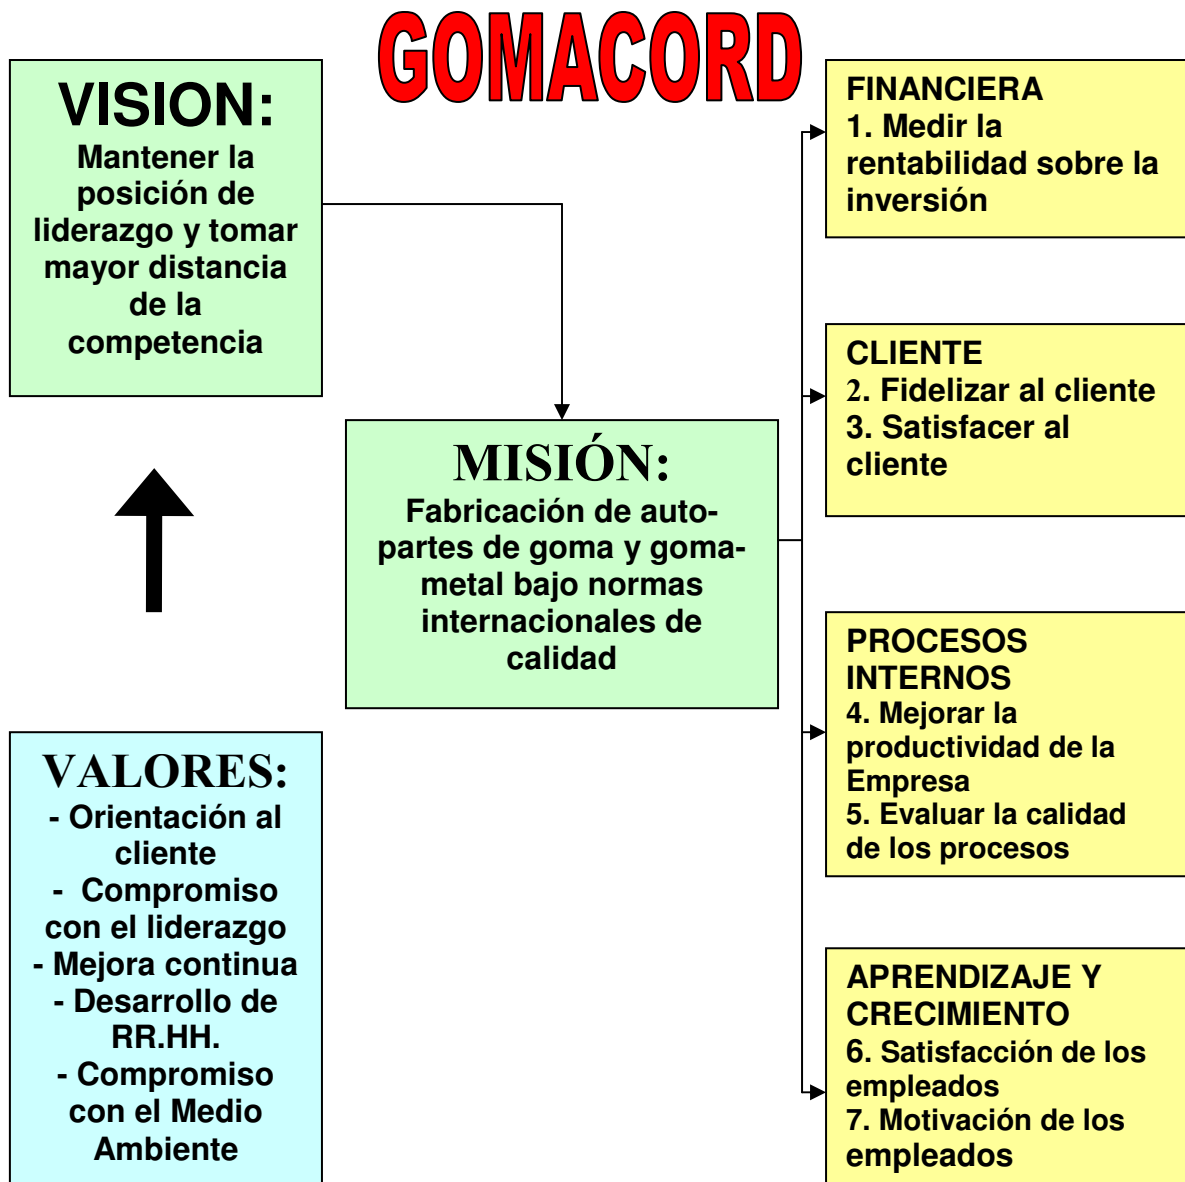 GOMACORD
VISION:
Mantener la
posición de
liderazgo y tomar
mayor distancia
de la
competencia
MISIÓN:
Fabricación de auto-
partes de goma y goma-
metal bajo normas
internacionales de
calidad
VALORES:
- Orientación al
cliente
- Compromiso
con el liderazgo
- Mejora continua
- Desarrollo de
RR.HH.
- Compromiso
con el Medio
Ambiente
FINANCIERA
1. Medir la
rentabilidad sobre la
inversión
CLIENTE
2. Fidelizar al cliente
3. Satisfacer al
cliente
PROCESOS
INTERNOS
4. Mejorar la
productividad de la
Empresa
5. Evaluar la calidad
de los procesos
APRENDIZAJE Y
CRECIMIENTO
6. Satisfacción de los
empleados
7. Motivación de los
empleados